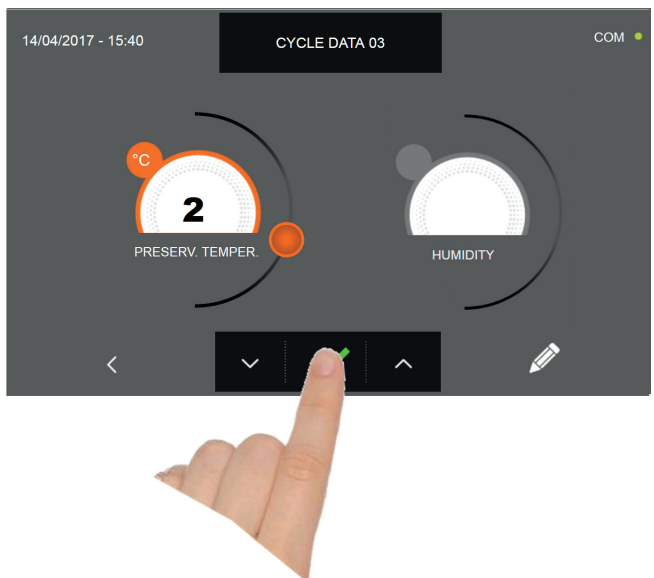 14/04/2017 - 15:40
CYCLE DATA 03
COM
°C
2
PRESERV. TEMPER.
HUMIDITY